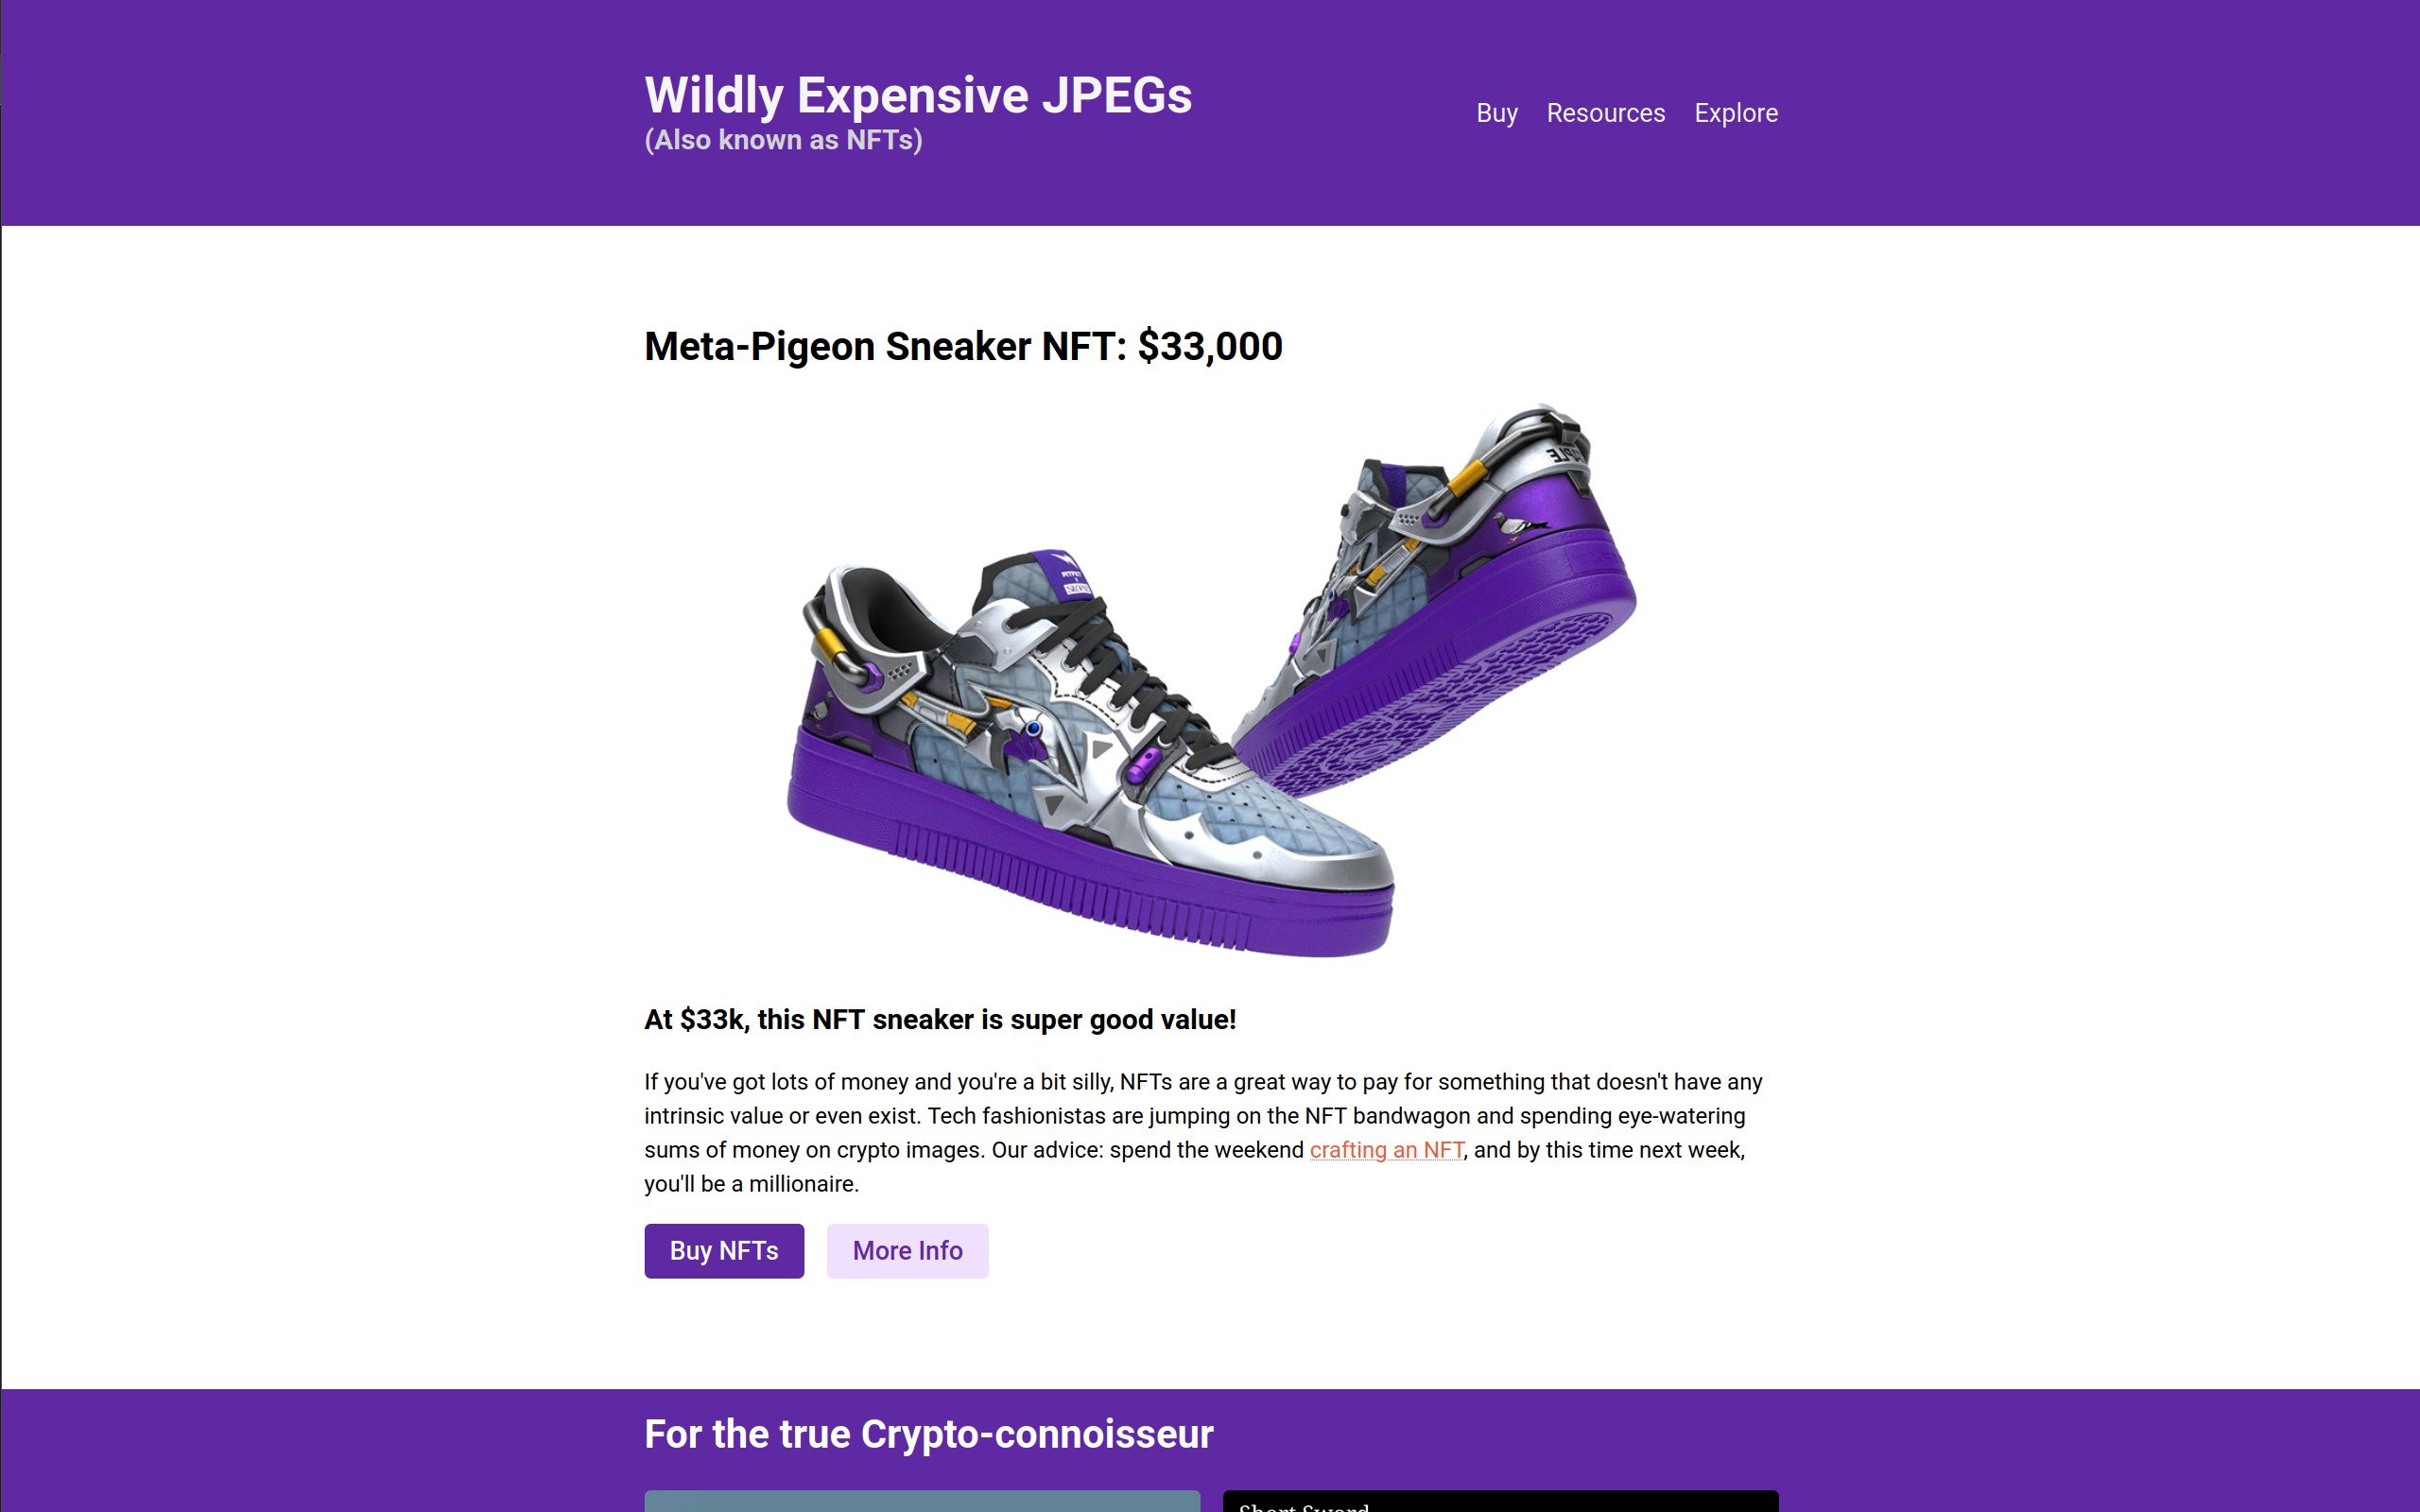 Wildly Expensive JPEGs
(Also known as NFTs)
Buy Resources Explore
Meta-Pigeon Sneaker NFT: $33,000
At $33k, this NFT sneaker is super good value!
If you've got lots of money and you're a bit silly, NFTs are a great way to pay for something that doesn't have any
intrinsic value or even exist. Tech fashionistas are jumping on the NFT bandwagon and spending eye-watering
sums of money on crypto images. Our advice: spend the weekend crafting an NFT, and by this time next week,
you'll be a millionaire.
Buy NFTs More Info
For the true Crypto-connoisseur
Short Sword